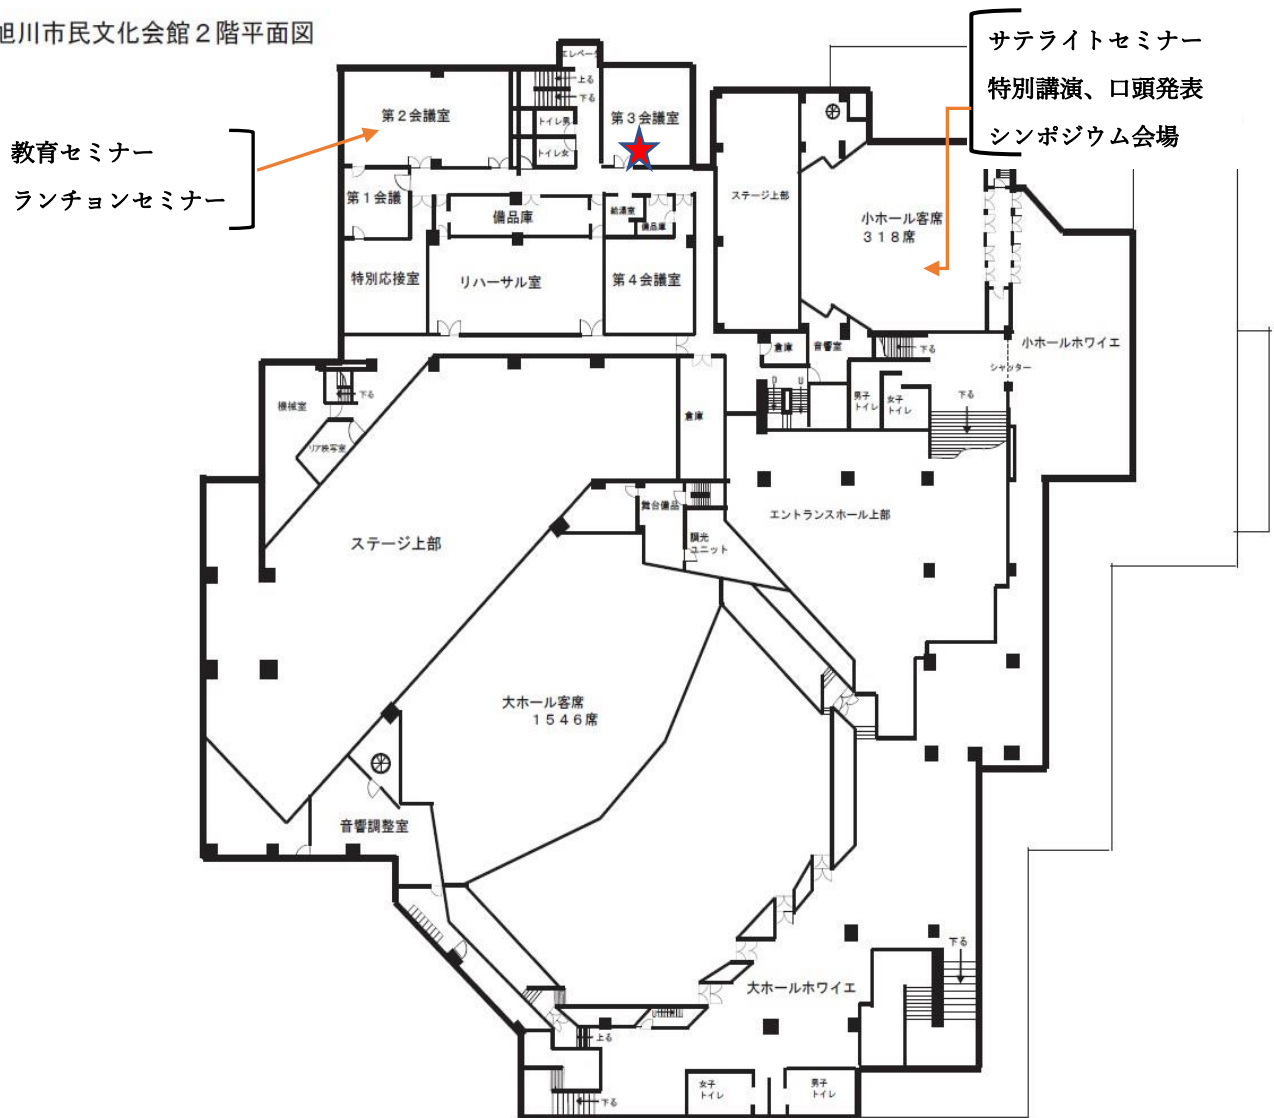 旭川市民文化会館２階平面図
サテライトセミナー
特別講演、口頭発表
シンポジウム会場
教育セミナー
ランチョンセミナー
エレベータ
上る
下る
第２会議室
トイレ男
トイレ女
第３会議室
第１会議
備品庫
給湯室
備品庫
ステージ上部
小ホール客席
３１８席
特別応接室
リハーサル室
第４会議室
倉庫
音響室
下る
小ホールホワイエ
シャッター
D
U
男子
トイレ
女子
トイレ
下る
機械室
下る
リア映写室
倉庫
舞台備品
調光
ユニット
エントランスホール上部
ステージ上部
大ホール客席
１５４６席
音響調整室
下る
大ホールホワイエ
上る
下る
女子
トイレ
男子
トイレ